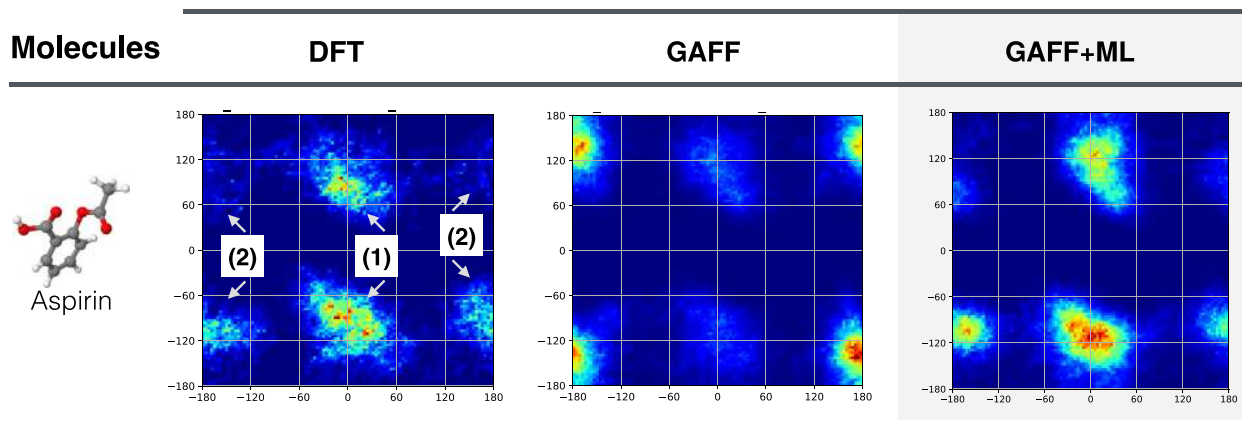 Molecules DFT GAFF GAFF+ML
180 180 180
120 120 120
60 60 60
(2) (1) (2)
0 0 0
Aspirin
−60 −60 −60
−120 −120 −120
−180 −180 −180
−180 −120 −60 0 60 120 180 −180 −120 −60 0 60 120 180 −180 −120 −60 0 60 120 180